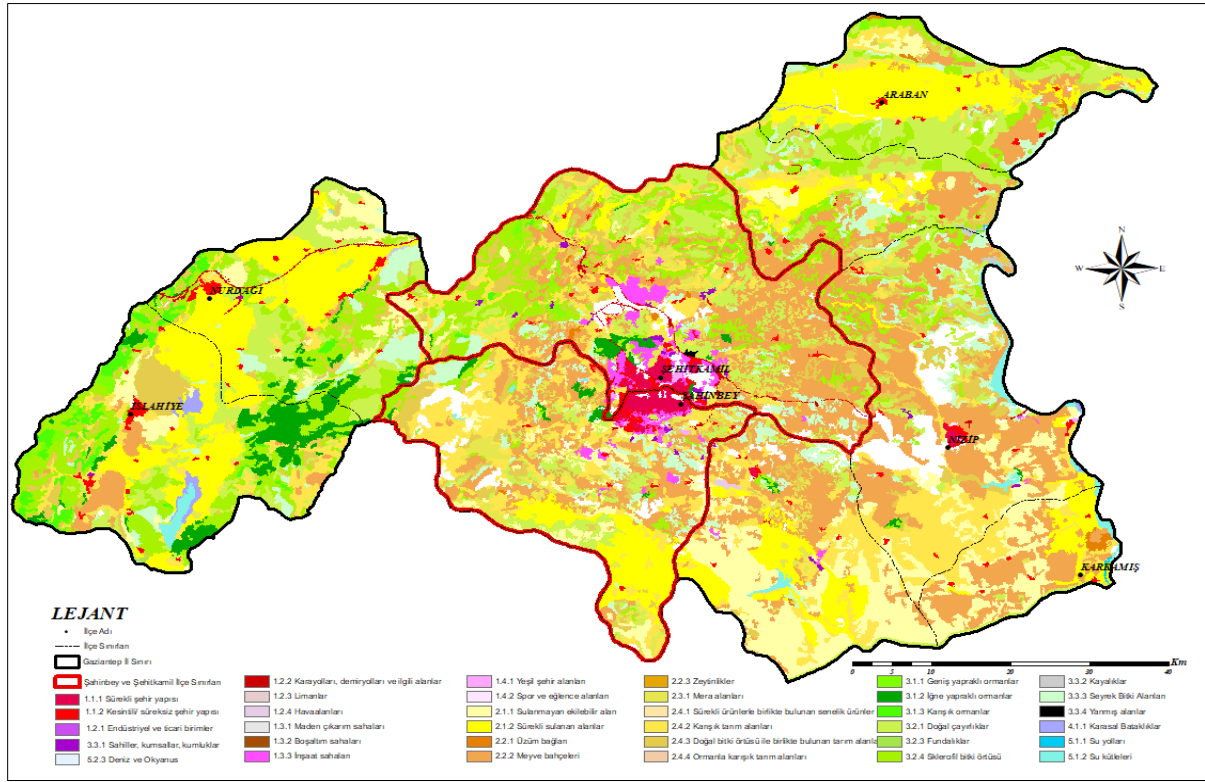 ARABAN
N
W
E
S
NURDAĞI
ŞEHİTKAMİL
ŞAHİNBEY
İSLAHİYE
NİZİP
KARKAMIŞ
Km
0 5 10 20 30 40
LEJANT
İlçe Adı
İlçe Sınırları
Gaziantep İl Sınırı
Şahinbey ve Şehitkamil İlçe Sınırları
1.1.1 Sürekli şehir yapısı
1.1.2 Kesintili/ süreksiz şehir yapısı
1.2.1 Endüstriyel ve ticari birimler
3.3.1 Sahiller, kumsallar, kumluklar
5.2.3 Deniz ve Okyanus
1.2.2 Karayolları, demiryolları ve ilgili alanlar
1.2.3 Limanlar
1.2.4 Havaalanları
1.3.1 Maden çıkarım sahaları
1.3.2 Boşaltım sahaları
1.3.3 İnşaat sahaları
1.4.1 Yeşil şehir alanları
1.4.2 Spor ve eğlence alanları
2.1.1 Sulanmayan ekilebilir alan
2.1.2 Sürekli sulanan alanlar
2.2.1 Üzüm bağları
2.2.2 Meyve bahçeleri
2.2.3 Zeytinlikler
2.3.1 Mera alanları
2.4.1 Sürekli ürünlerle birlikte bulunan senelik ürünler
2.4.2 Karışık tarım alanları
2.4.3 Doğal bitki örtüsü ile birlikte bulunan tarım alanları
2.4.4 Ormanla karışık tarım alanları
3.1.1 Geniş yapraklı ormanlar
3.1.2 İğne yapraklı ormanlar
3.1.3 Karışık ormanlar
3.2.1 Doğal çayırlıklar
3.2.3 Fundalıklar
3.2.4 Sklerofil bitki örtüsü
3.3.2 Kayalıklar
3.3.3 Seyrek Bitki Alanları
3.3.4 Yanmış alanlar
4.1.1 Karasal Bataklıklar
5.1.1 Su yolları
5.1.2 Su kütleleri